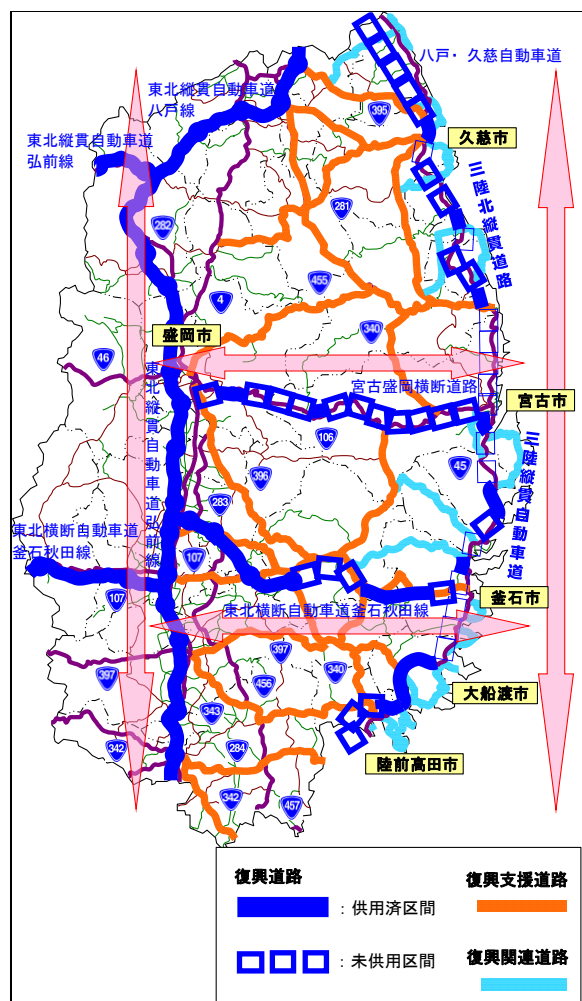 八戸・久慈自動車道
東北縦貫自動車道
八戸線
395
久慈市
東北縦貫自動車道
弘前線
三陸北縦貫道路
281
282
455
4
340
盛岡市
46
東北縦貫自動車道弘前線
宮古盛岡横断道路
宮古市
106
45
三陸縦貫自動車道
396
283
東北横断自動車道
釜石秋田線
107
107
釜石市
東北横断自動車道釜石秋田線
397
397
340
456
大船渡市
343
342
284
陸前高田市
342
457
復興道路
復興支援道路
：供用済区間
：未供用区間
復興関連道路